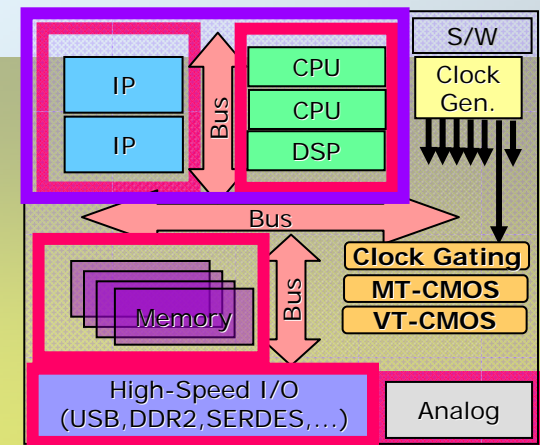 IP
IP
Bus
CPU
CPU
DSP
S/W
Clock
Gen.
Bus
Clock Gating
MT-CMOS
VT-CMOS
Memory
Bus
High-Speed I/O
(USB,DDR2,SERDES,...)
Analog